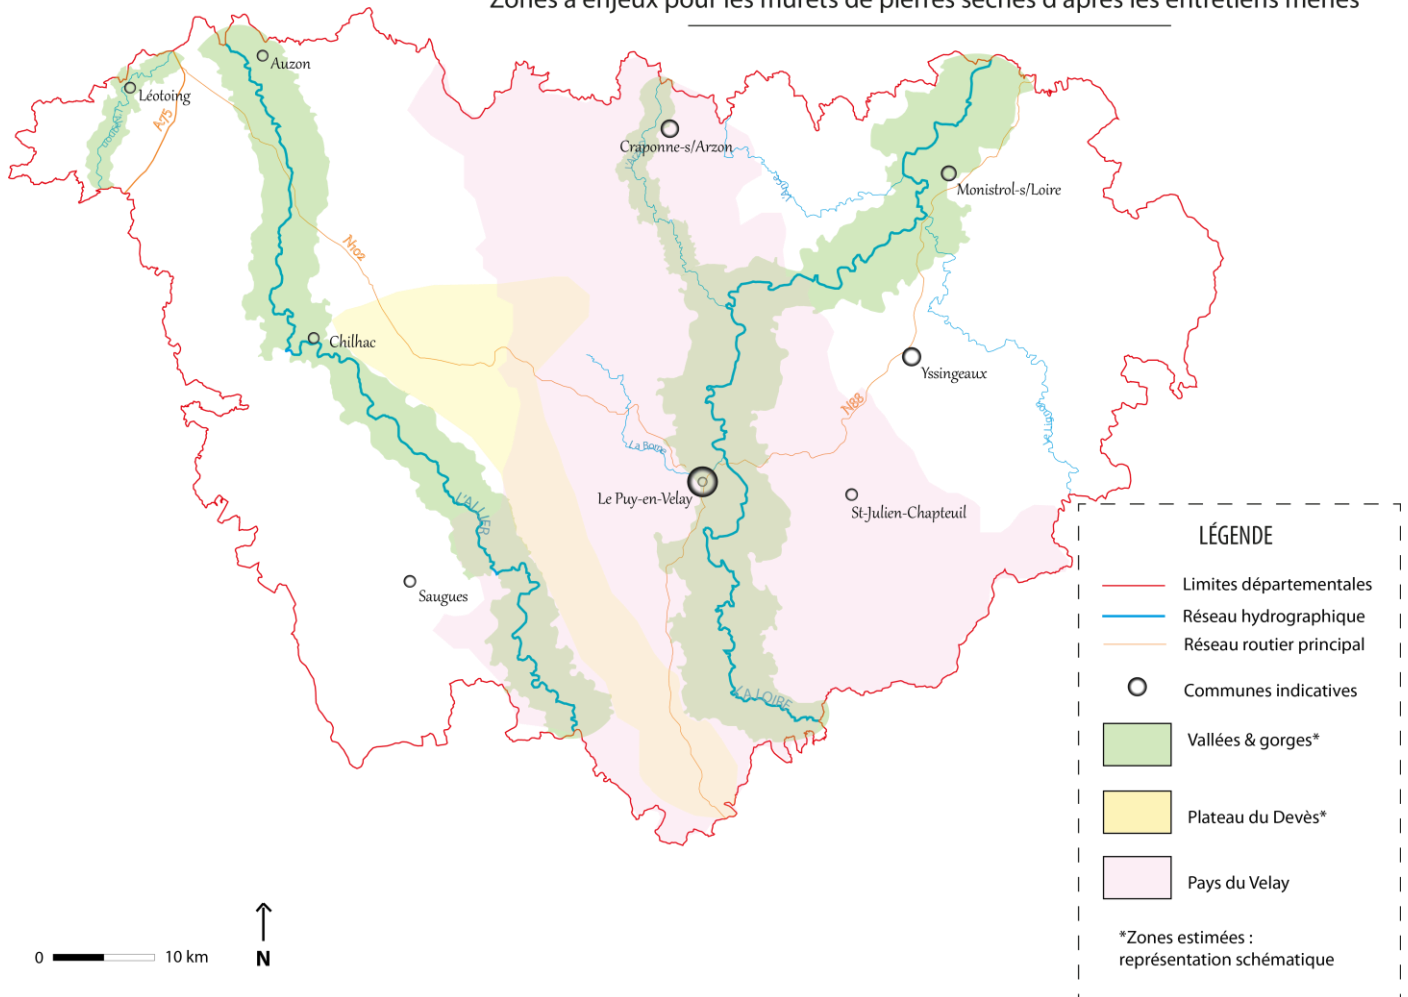 Zones à enjeux pour les murets de pierres sèches d'après les entretiens menés
Auzon
Léotoing
A75
Craponne-s/Arzon
Monistrol-s/Loire
N102
Chilhac
Yssingeaux
N88
Le Lignon
La Borne
Le Puy-en-Velay
St-Julien-Chapteuil
L'ALLIER
Saugues
LA LOIRE
LÉGENDE
Limites départementales
Réseau hydrographique
Réseau routier principal
Communes indicatives
Vallées & gorges*
Plateau du Devès*
Pays du Velay
*Zones estimées :
représentation schématique
0 10 km
N